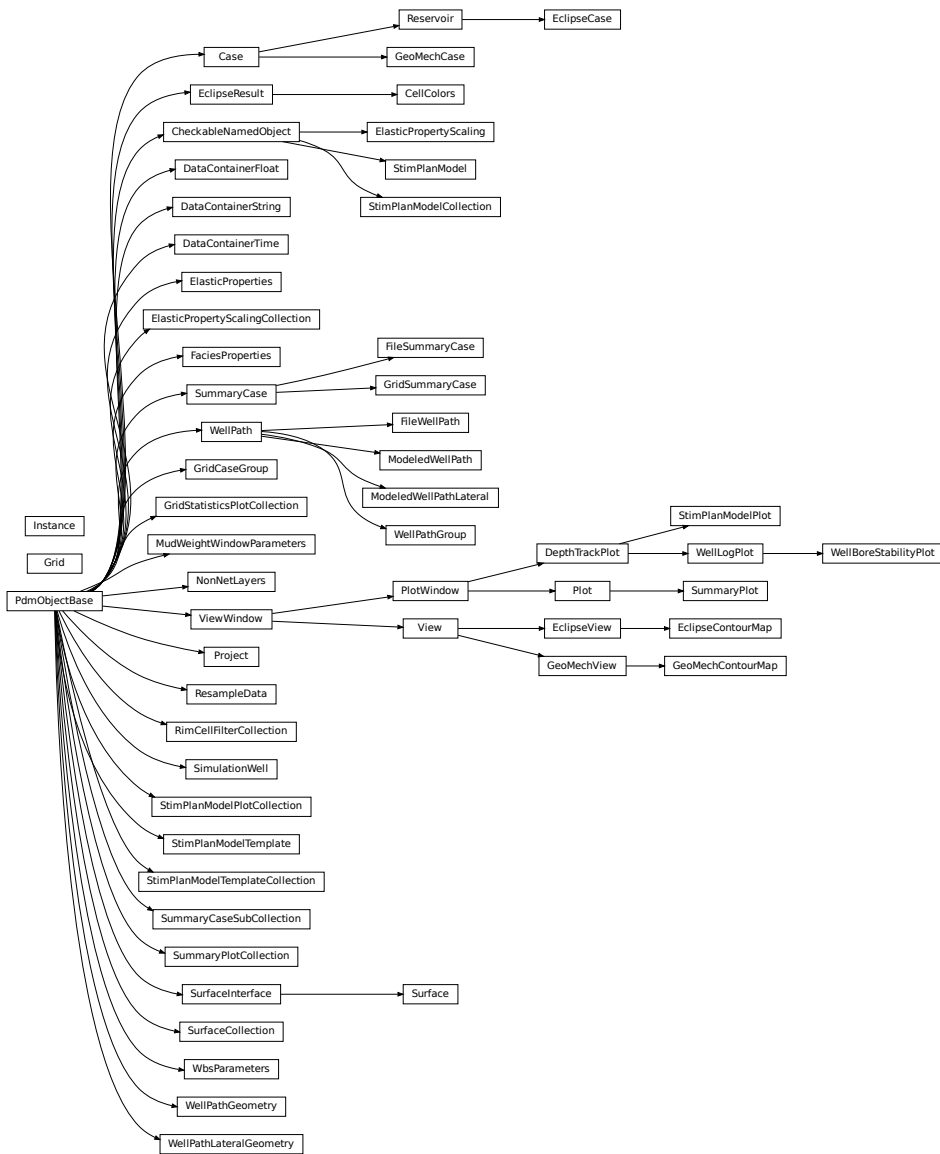 Reservoir
EclipseCase
Case
GeoMechCase
EclipseResult
CellColors
CheckableNamedObject
ElasticPropertyScaling
DataContainerFloat
StimPlanModel
DataContainerString
StimPlanModelCollection
DataContainerTime
ElasticProperties
ElasticPropertyScalingCollection
FileSummaryCase
FaciesProperties
GridSummaryCase
SummaryCase
FileWellPath
WellPath
ModeledWellPath
GridCaseGroup
ModeledWellPathLateral
GridStatisticsPlotCollection
StimPlanModelPlot
Instance
WellPathGroup
MudWeightWindowParameters
DepthTrackPlot
WellLogPlot
WellBoreStabilityPlot
Grid
NonNetLayers
PlotWindow
Plot
SummaryPlot
PdmObjectBase
ViewWindow
View
EclipseView
EclipseContourMap
Project
GeoMechView
GeoMechContourMap
ResampleData
RimCellFilterCollection
SimulationWell
StimPlanModelPlotCollection
StimPlanModelTemplate
StimPlanModelTemplateCollection
SummaryCaseSubCollection
SummaryPlotCollection
SurfaceInterface
Surface
SurfaceCollection
WbsParameters
WellPathGeometry
WellPathLateralGeometry